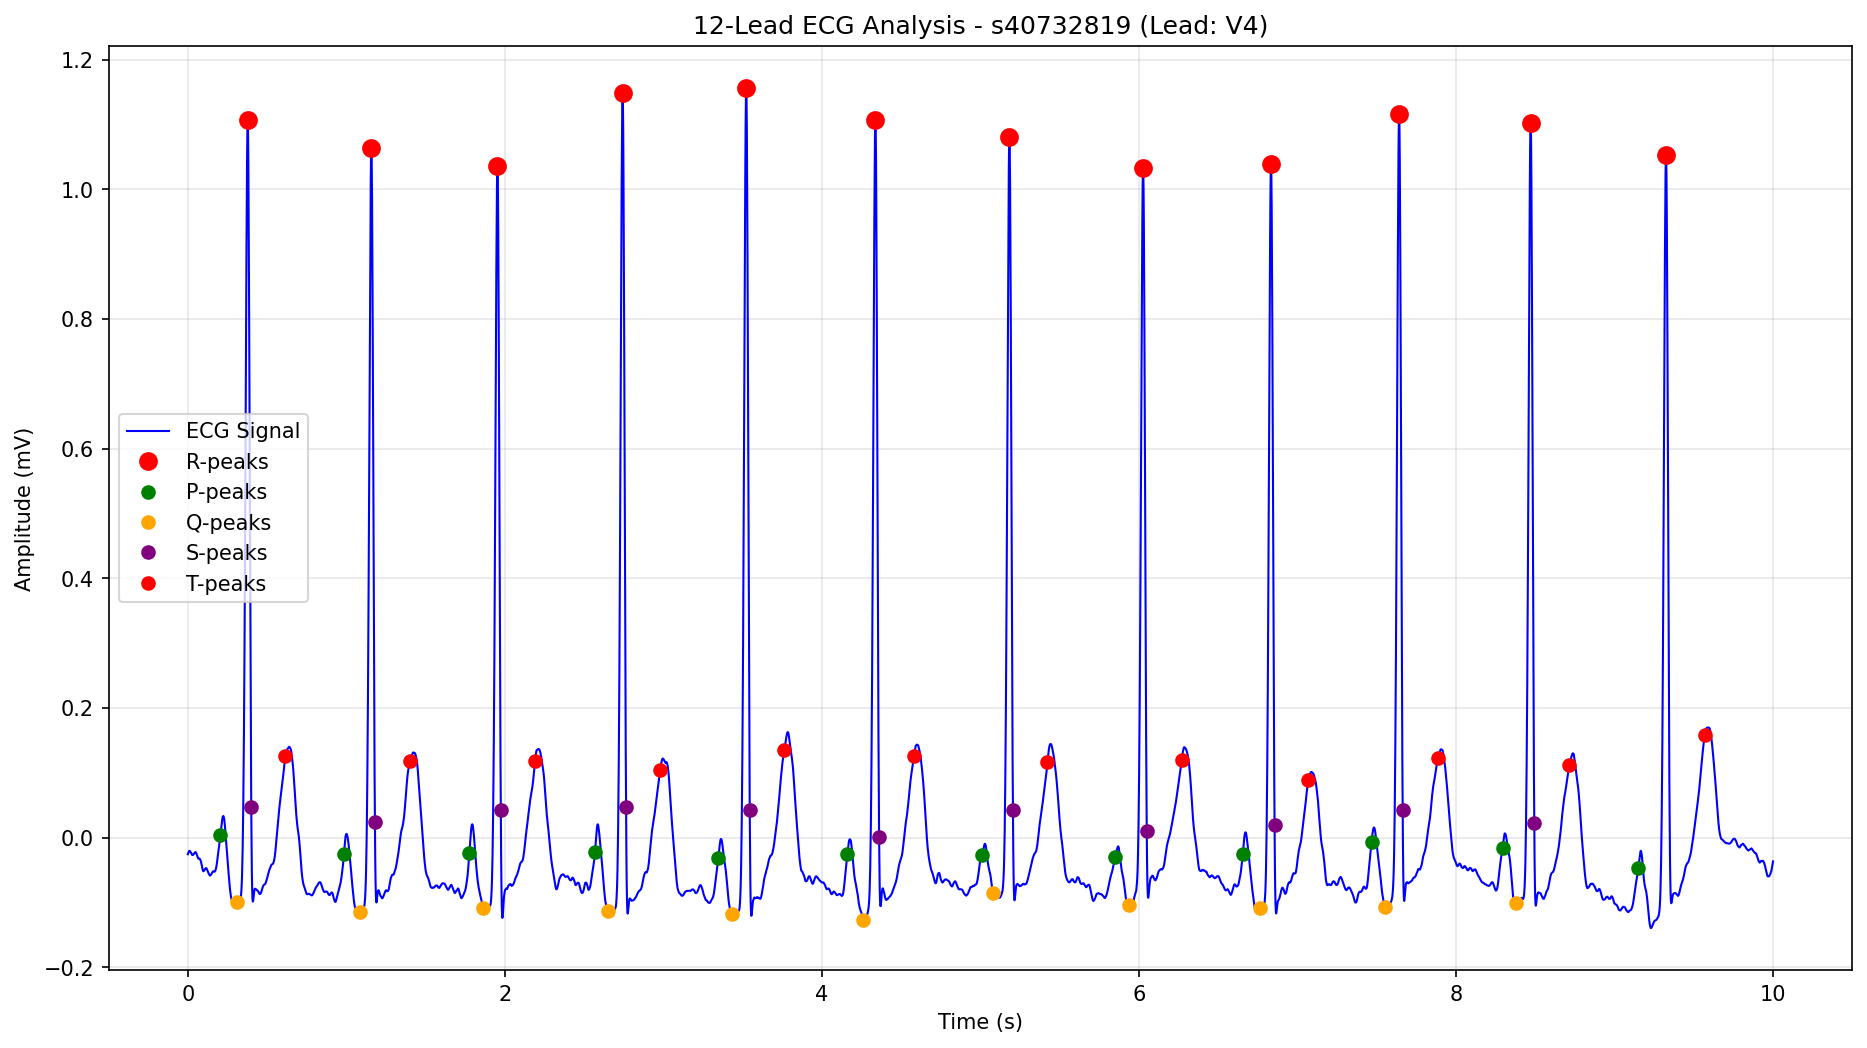 12-Lead ECG Analysis - s40732819 (Lead: V4)
Amplitude (mV)
1.2
1.0
0.8
0.6
0.4
0.2
0.0
−0.2
ECG Signal
R-peaks
P-peaks
Q-peaks
S-peaks
T-peaks
0 2 4 6 8 10
Time (s)